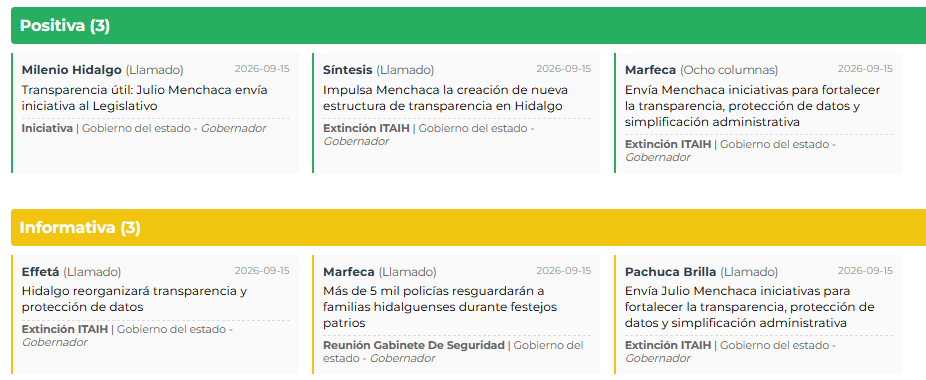 Positiva (3)
Milenio Hidalgo (Llamado) 2026-09-15
Transparencia útil: Julio Menchaca envía
iniciativa al Legislativo
Iniciativa | Gobierno del estado - Gobernador
Síntesis (Llamado) 2026-09-15
Impulsa Menchaca la creación de nueva
estructura de transparencia en Hidalgo
Extinción ITAIH | Gobierno del estado -
Gobernador
Marfeca (Ocho columnas) 2026-09-15
Envía Menchaca iniciativas para fortalecer
la transparencia, protección de datos y
simplificación administrativa
Extinción ITAIH | Gobierno del estado -
Gobernador
Informativa (3)
Effetá (Llamado) 2026-09-15
Hidalgo reorganizará transparencia y
protección de datos
Extinción ITAIH | Gobierno del estado -
Gobernador
Marfeca (Llamado) 2026-09-15
Más de 5 mil policías resguardarán a
familias hidalguenses durante festejos
patrios
Reunión Gabinete De Seguridad | Gobierno del
estado - Gobernador
Pachuca Brilla (Llamado) 2026-09-15
Envía Julio Menchaca iniciativas para
fortalecer la transparencia, protección de
datos y simplificación administrativa
Extinción ITAIH | Gobierno del estado -
Gobernador